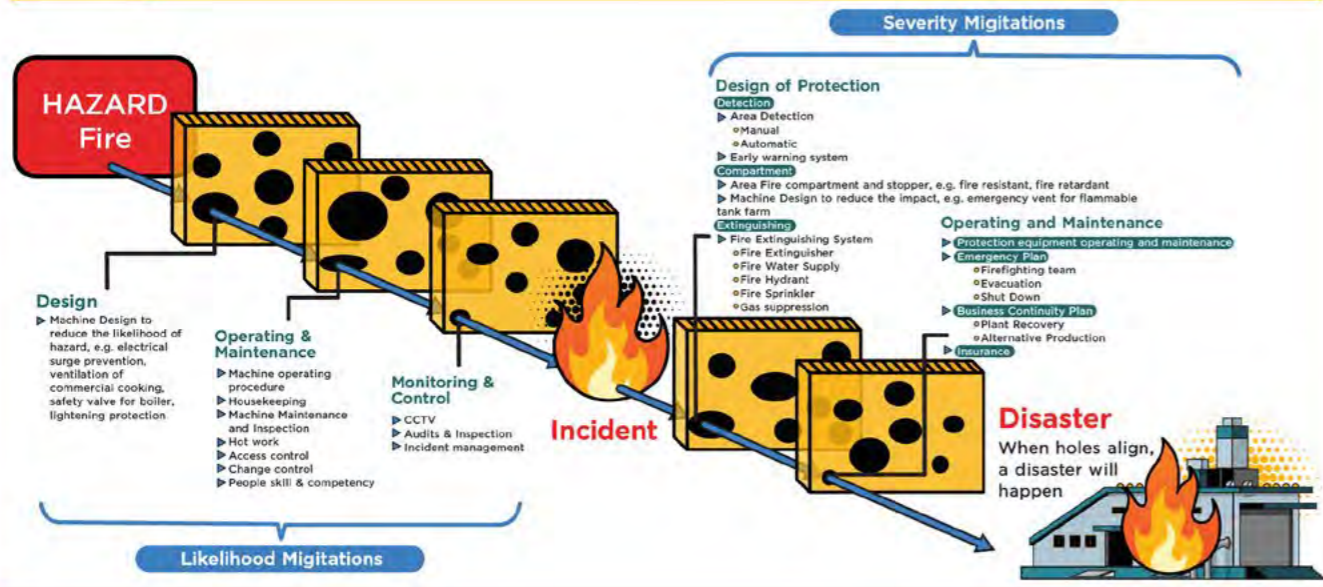 Severity Migitations
HAZARD
Fire
Design of Protection
Detection
Area Detection
Manual
Automatic
Early warning system
Compartment
Area Fire compartment and stopper, e.g. fire resistant, fire retardant
Machine Design to reduce the impact, e.g. emergency vent for flammable
tank farm
Extinguishing
Fire Extinguishing System
Fire Extinguisher
Fire Water Supply
Fire Hydrant
Fire Sprinkler
Gas suppression
Operating and Maintenance
Protection equipment operating and maintenance
Emergency Plan
Firefighting team
Evacuation
Shut Down
Business Continuity Plan
Plant Recovery
Alternative Production
Insurance
Design
Machine Design to
reduce the likelihood of
hazard, e.g. electrical
surge prevention,
ventilation of
commercial cooking,
safety valve for boiler,
lightening protection
Operating &
Maintenance
Machine operating
procedure
Housekeeping
Machine Maintenance
and Inspection
Hot work
Access control
Change control
People skill & competency
Monitoring &
Control
CCTV
Audits & Inspection
Incident management
Incident
Disaster
When holes align,
a disaster will
happen
Likelihood Migitations